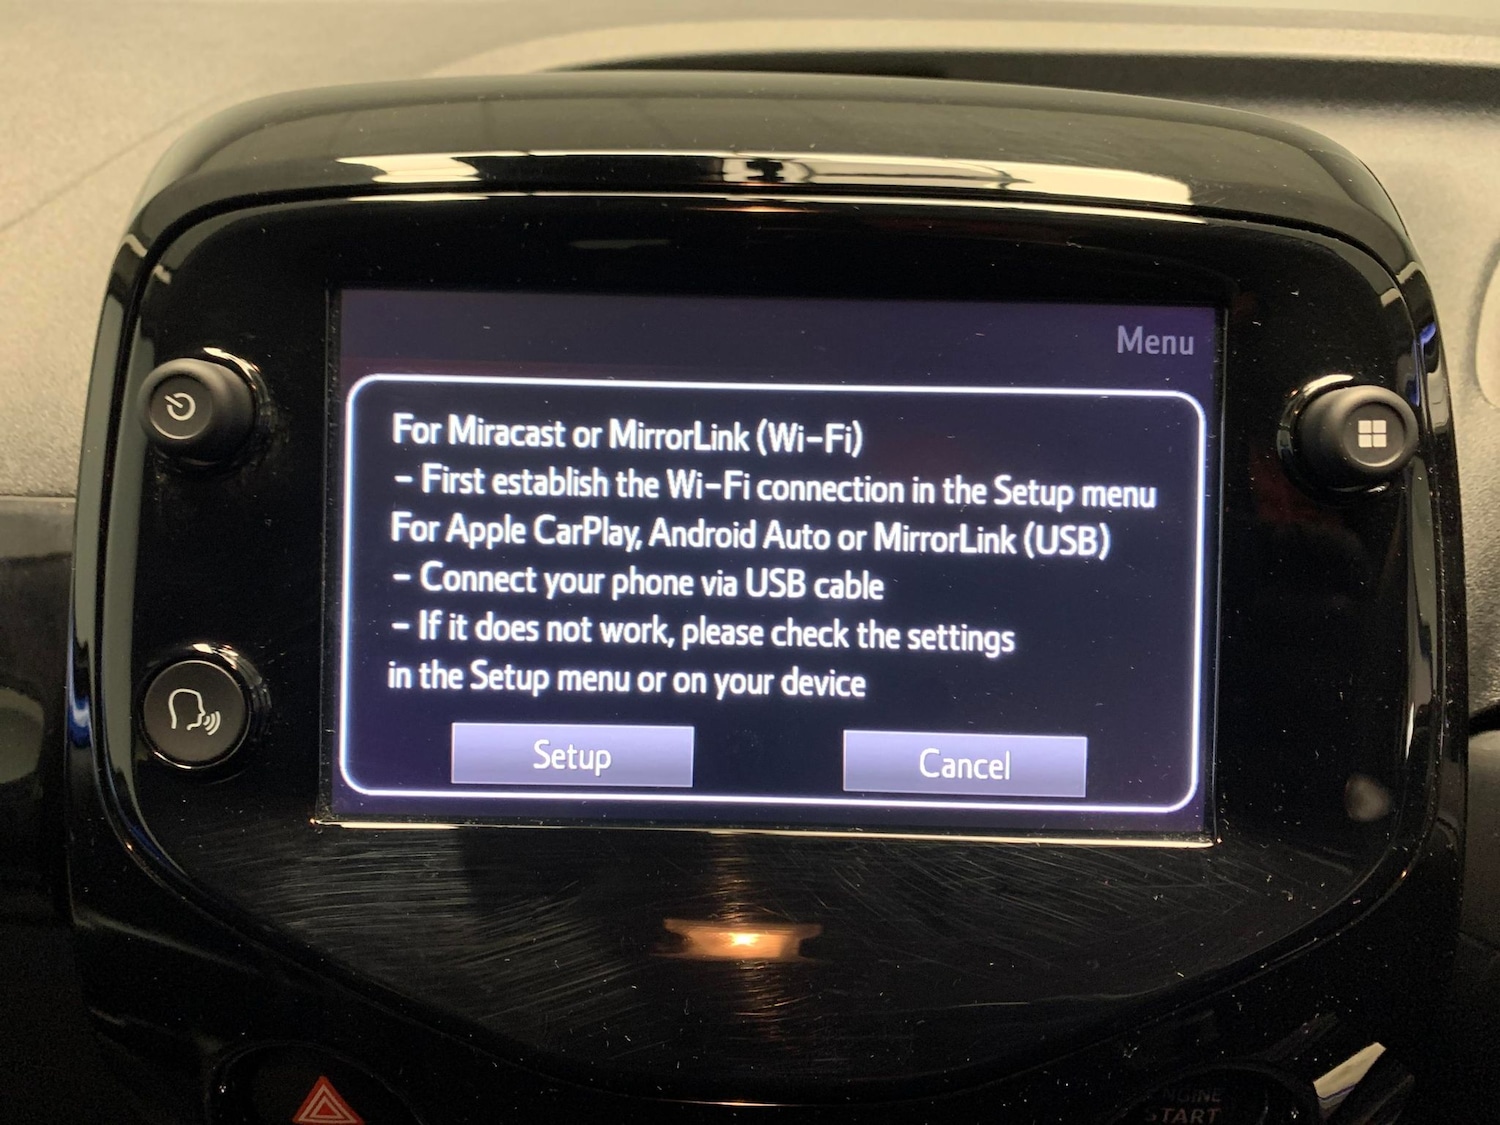 Menu
For Miracast or MirrorLink (Wi-Fi)
- First establish the Wi-Fi connection in the Setup menu
For Apple CarPlay, Android Auto or MirrorLink (USB)
- Connect your phone via USB cable
- If it does not work, please check the settings
in the Setup menu or on your device
Setup
Cancel
ENGINE
START